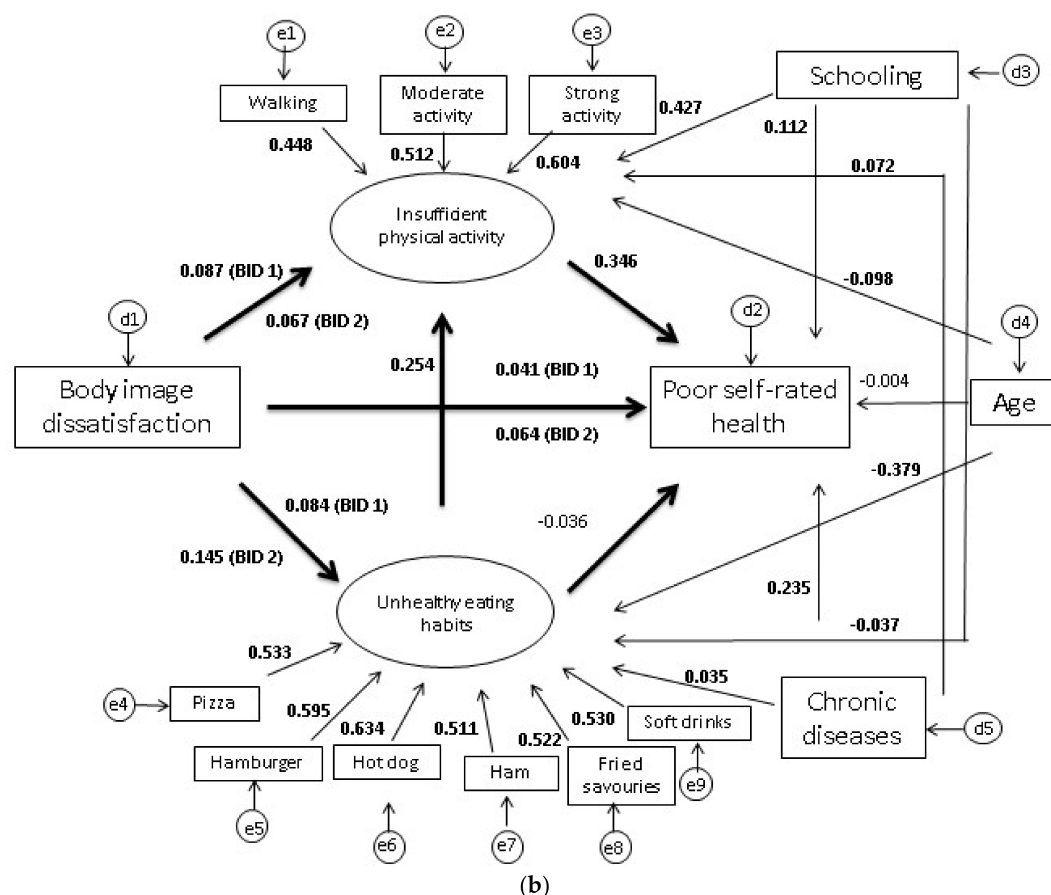 e1
e2
e3
Schooling
d3
Walking
Moderate
activity
Strong
activity
0.427
0.112
0.448
0.512
0.604
0.072
Insufficient
physical activity
0.087 (BID 1)
0.346
-0.098
0.067 (BID 2)
d1
d2
d4
0.254
0.041 (BID 1)
-0.004
Body image
dissatisfaction
Poor self-rated
health
Age
0.064 (BID 2)
-0.379
0.084 (BID 1)
-0.036
0.145 (BID 2)
0.235
Unhealthy eating
habits
-0.037
0.533
0.035
e4
Pizza
0.595
0.634
0.511
0.522
0.530
Soft drinks
Chronic
diseases
d5
Hamburger
Hot dog
Ham
Fried
savouries
e9
e5
e6
e7
e8
(b)